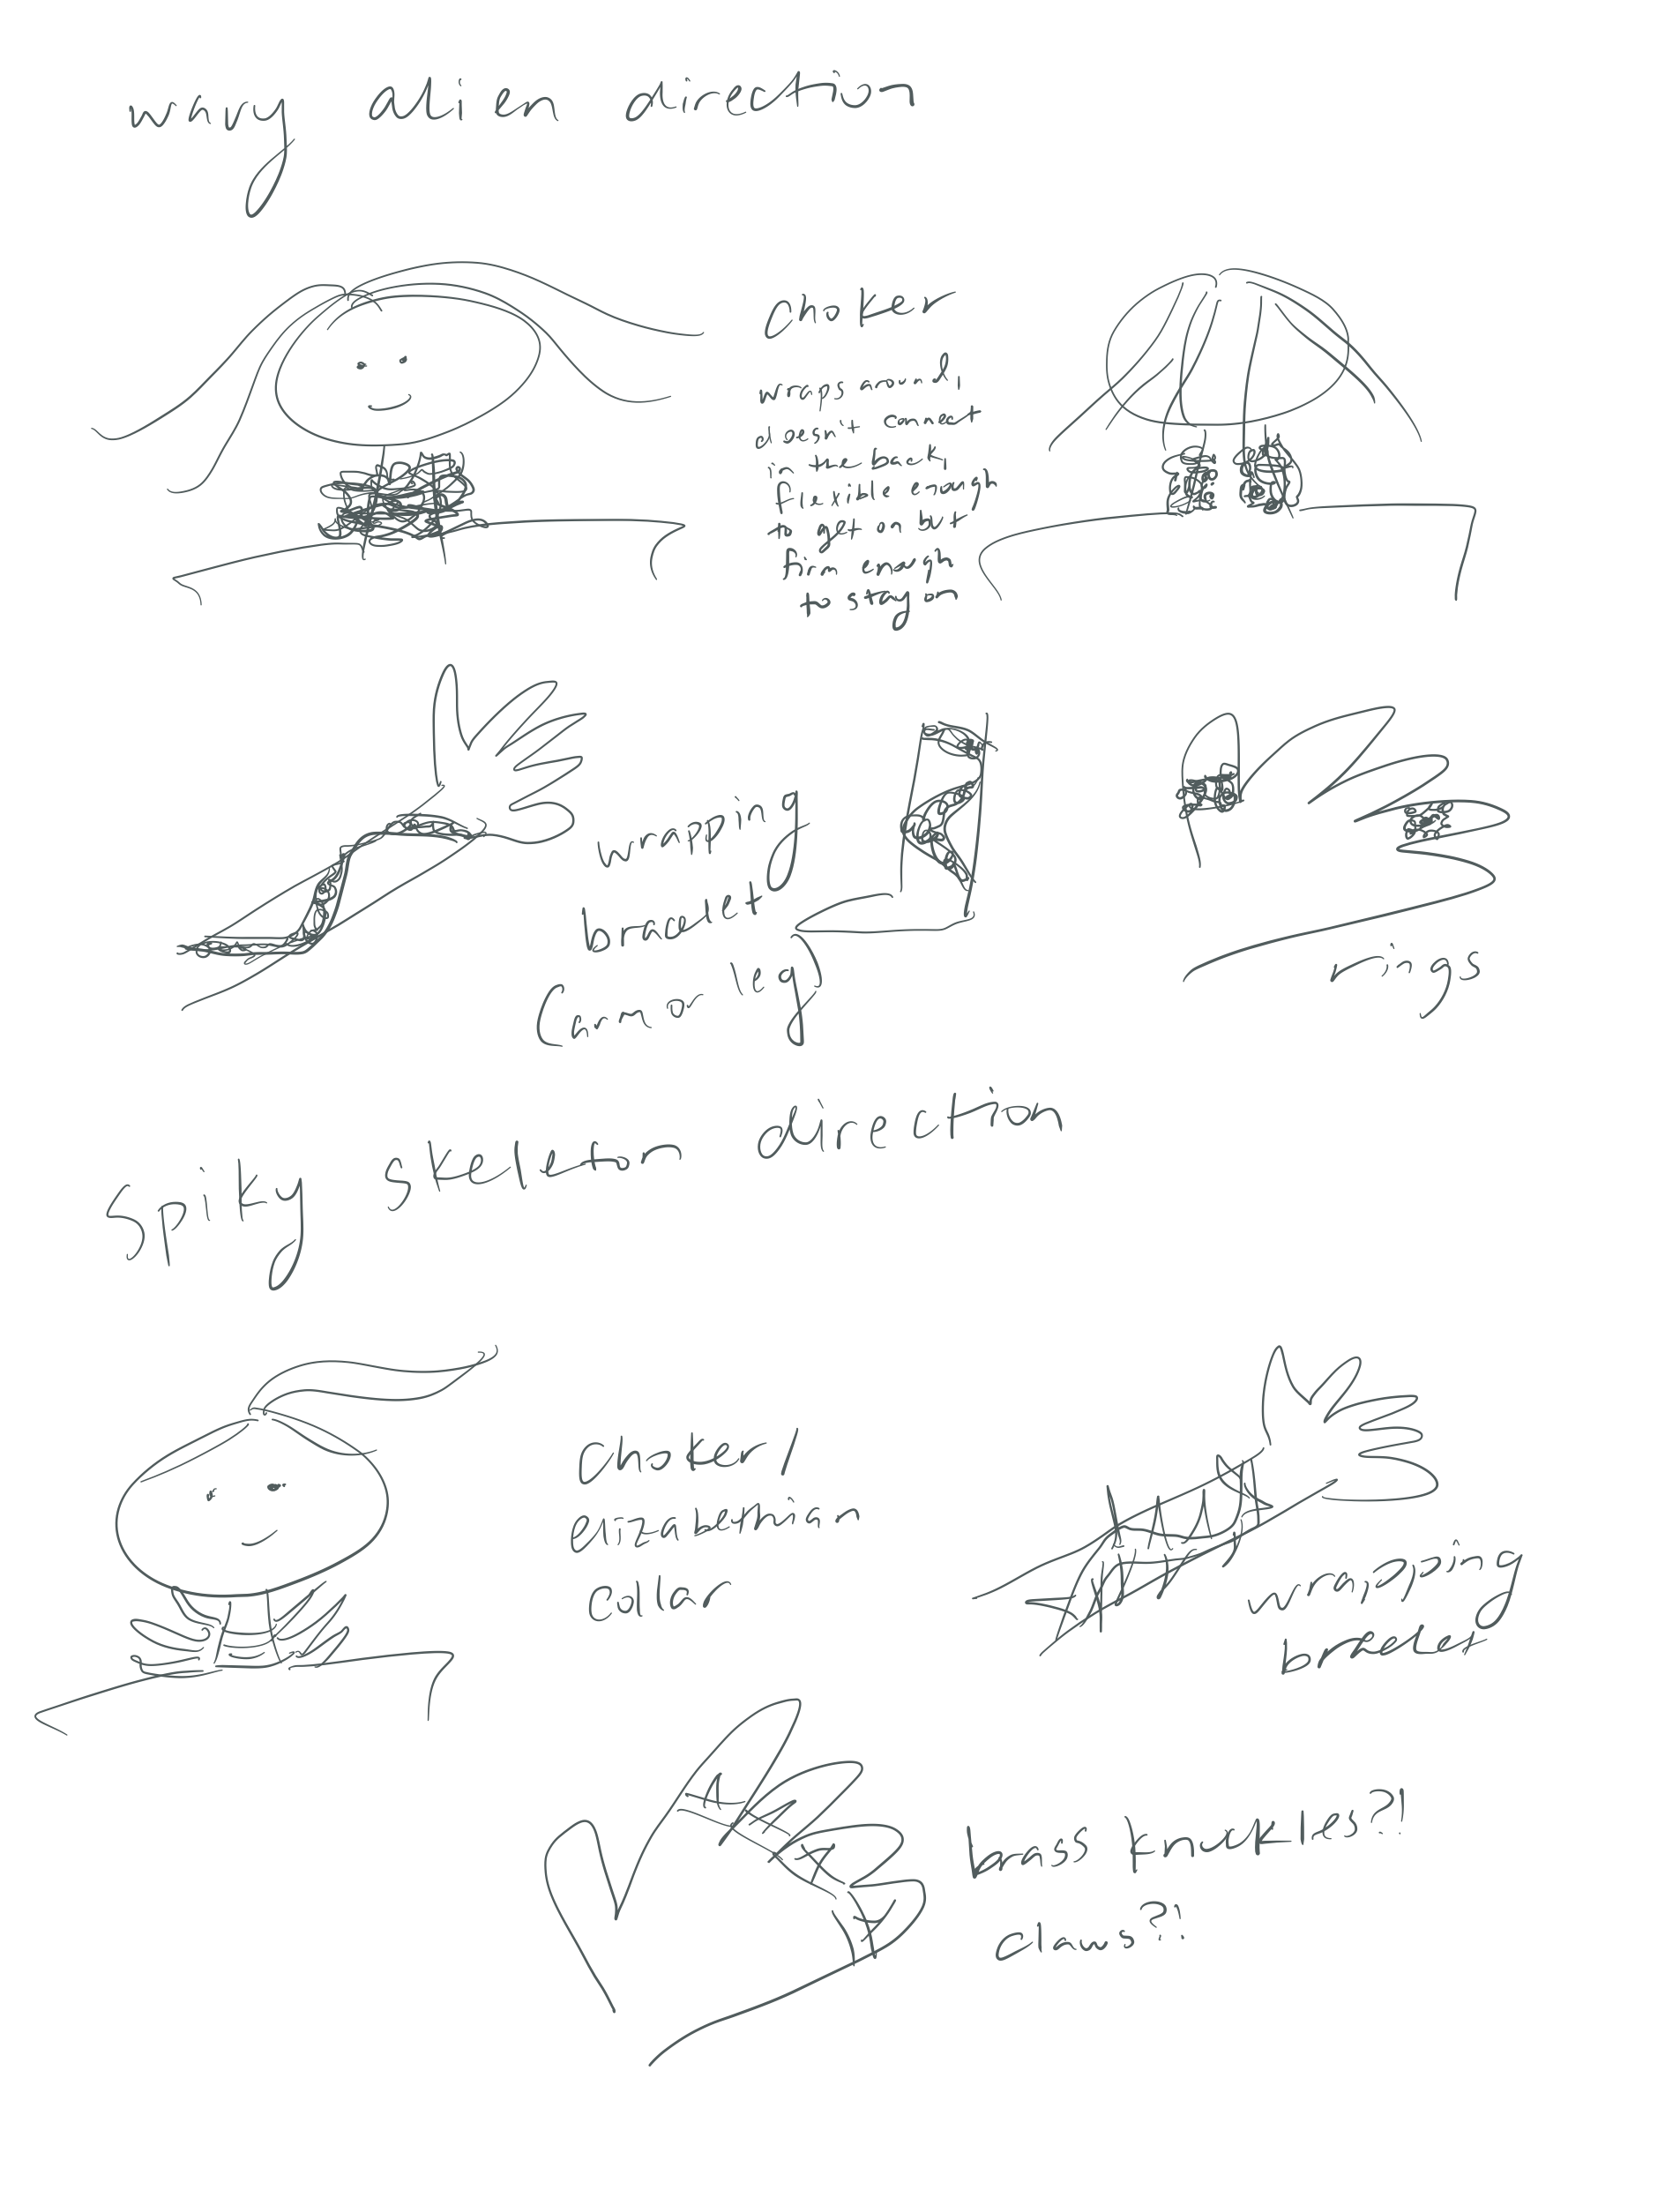 wavy alien direction
choker
wraps around,
doesn't connect
in the back,
flexible enough
to get on but
firm enough
to stay on
wrapping
bracelet
(arm or leg)
rings
Spiky skeleton direction
choker/
elizabethian
collar
wrapping
bracelet
brass knuckles?!
claws?!